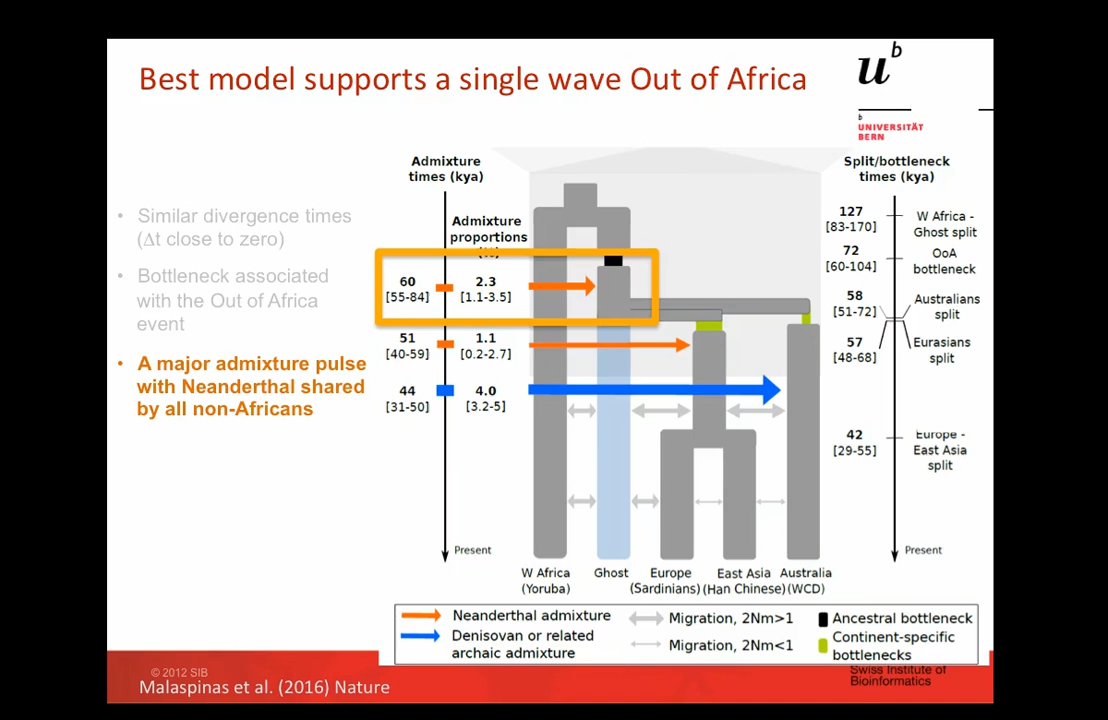 Best model supports a single wave Out of Africa
u^b
b
UNIVERSITÄT
BERN
• Similar divergence times
(Δt close to zero)
• Bottleneck associated
with the Out of Africa
event
• A major admixture pulse
with Neanderthal shared
by all non-Africans
Admixture
times (kya)
Admixture
proportions
60
[55-84]
2.3
[1.1-3.5]
51
[40-59]
1.1
[0.2-2.7]
44
[31-50]
4.0
[3.2-5]
Present
Split/bottleneck
times (kya)
127
[83-170]
W Africa -
Ghost split
72
[60-104]
OoA
bottleneck
58
[51-72]
Australians
split
57
[48-68]
Eurasians
split
42
[29-55]
Europe -
East Asia
split
Present
W Africa
(Yoruba)
Ghost
Europe
(Sardinians)
East Asia
(Han Chinese)
Australia
(WCD)
Neanderthal admixture
Denisovan or related
archaic admixture
Migration, 2Nm>1
Migration, 2Nm<1
Ancestral bottleneck
Continent-specific
bottlenecks
© 2012 SIB
Malaspinas et al. (2016) Nature
Swiss Institute of
Bioinformatics